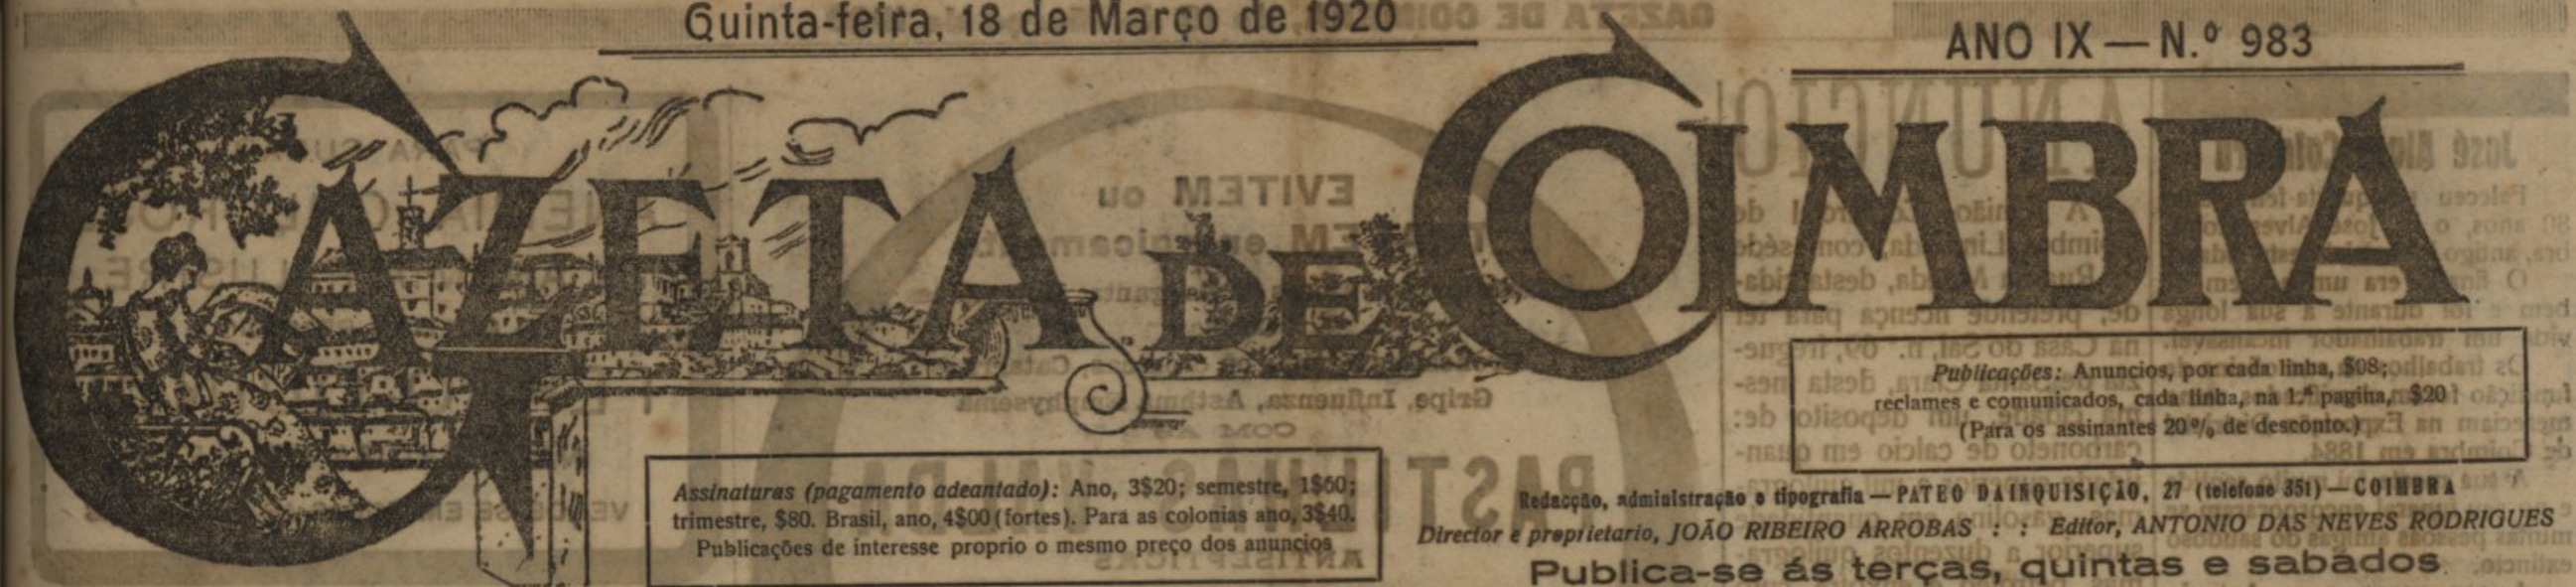 Quinta-feira, 18 de Março de 1920
ANO IX — N.º 983
GAZETA DE COIMBRA
Publicações: Anuncios, por cada linha, $08;
reclames e comunicados, cada linha, na 1.ª pagina, $20
(Para os assinantes 20% de desconto.)
Assinaturas (pagamento adeantado): Ano, 3$20; semestre, 1$60;
trimestre, $80. Brasil, ano, 4$00 (fortes). Para as colonias ano, 3$40.
Publicações de interesse proprio o mesmo preço dos anuncios
Redacção, administração e tipografia — PATEO DA INQUISIÇÃO, 27 (telefone 351) — COIMBRA
Director e proprietario, JOÃO RIBEIRO ARROBAS : : Editor, ANTONIO DAS NEVES RODRIGUES
Publica-se ás terças, quintas e sabados